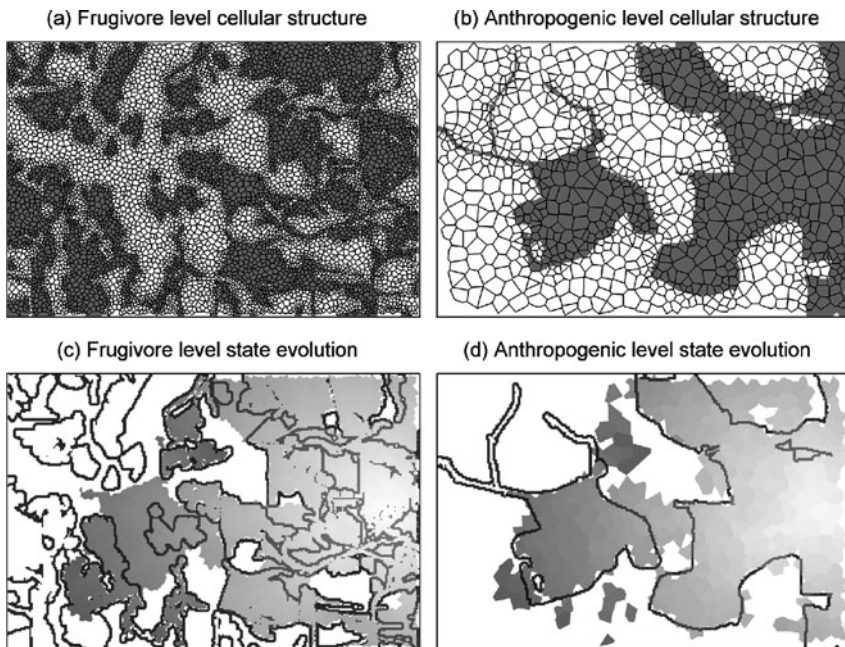 (a) Frugivore level cellular structure
(b) Anthropogenic level cellular structure
(c) Frugivore level state evolution
(d) Anthropogenic level state evolution